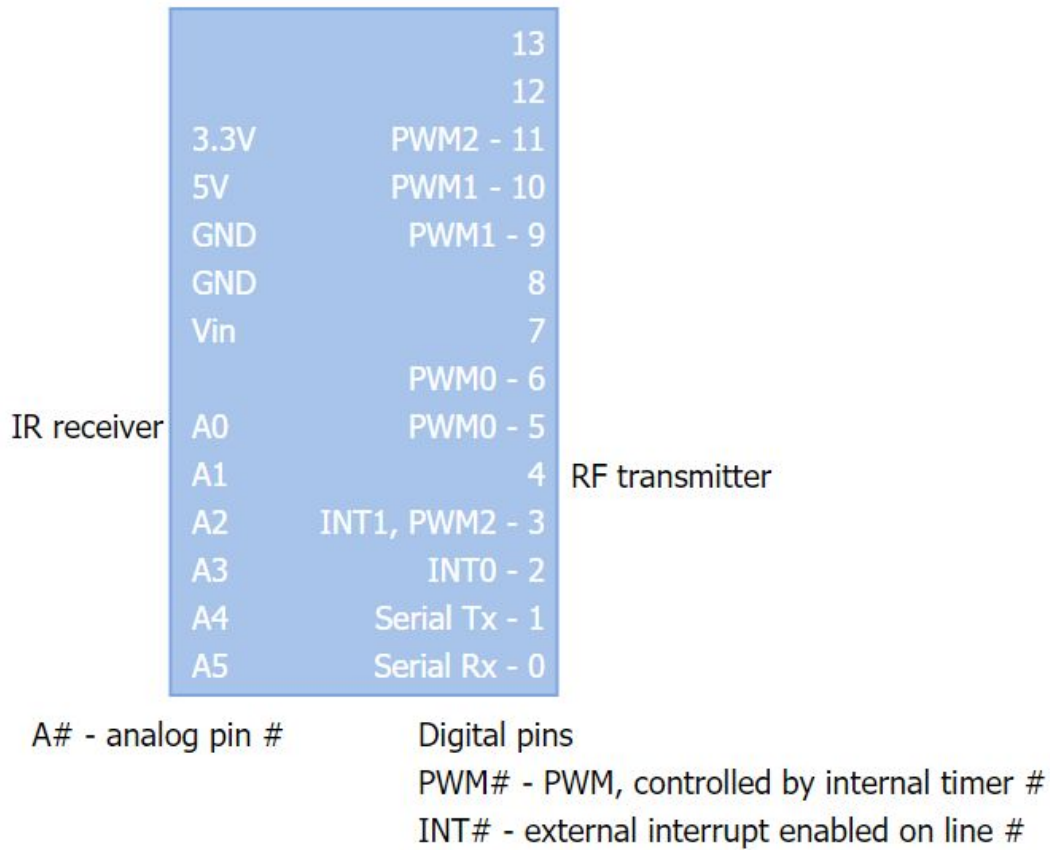 13
12
3.3V PWM2 - 11
5V PWM1 - 10
GND PWM1 - 9
GND 8
Vin 7
PWM0 - 6
IR receiver A0 PWM0 - 5
A1 4 RF transmitter
A2 INT1, PWM2 - 3
A3 INT0 - 2
A4 Serial Tx - 1
A5 Serial Rx - 0
A# - analog pin # Digital pins
PWM# - PWM, controlled by internal timer #
INT# - external interrupt enabled on line #